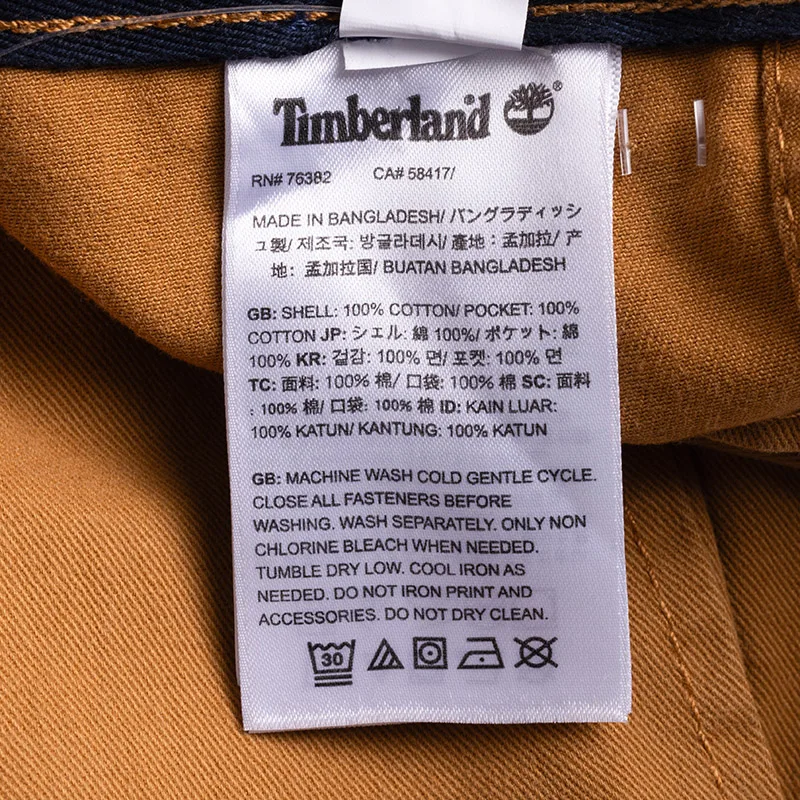 Timberland®
RN# 76382 CA# 58417/
MADE IN BANGLADESH/ バングラディッシ
ュ製/ 제조국: 방글라데시/ 產地：孟加拉/ 产
地：孟加拉国/ BUATAN BANGLADESH
GB: SHELL: 100% COTTON/ POCKET: 100%
COTTON JP: シェル: 綿 100%/ ポケット: 綿
100% KR: 겉감: 100% 면/ 포켓: 100% 면
TC: 面料: 100% 棉/ 口袋: 100% 棉 SC: 面料
: 100% 棉/ 口袋: 100% 棉 ID: KAIN LUAR:
100% KATUN/ KANTUNG: 100% KATUN
GB: MACHINE WASH COLD GENTLE CYCLE.
CLOSE ALL FASTENERS BEFORE
WASHING. WASH SEPARATELY. ONLY NON
CHLORINE BLEACH WHEN NEEDED.
TUMBLE DRY LOW. COOL IRON AS
NEEDED. DO NOT IRON PRINT AND
ACCESSORIES. DO NOT DRY CLEAN.
30